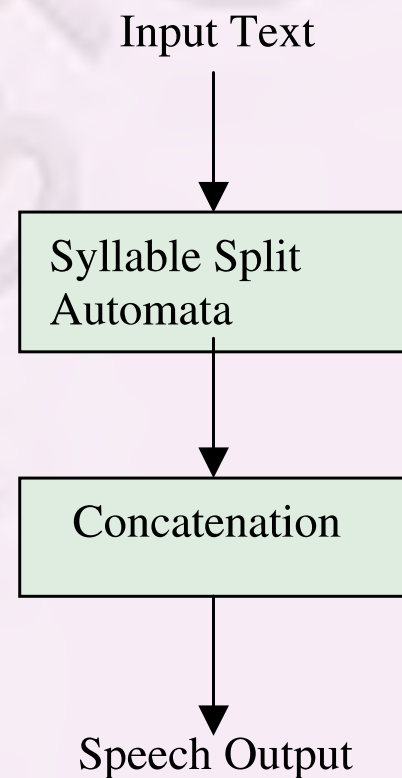 Input Text
Syllable Split
Automata
Concatenation
Speech Output